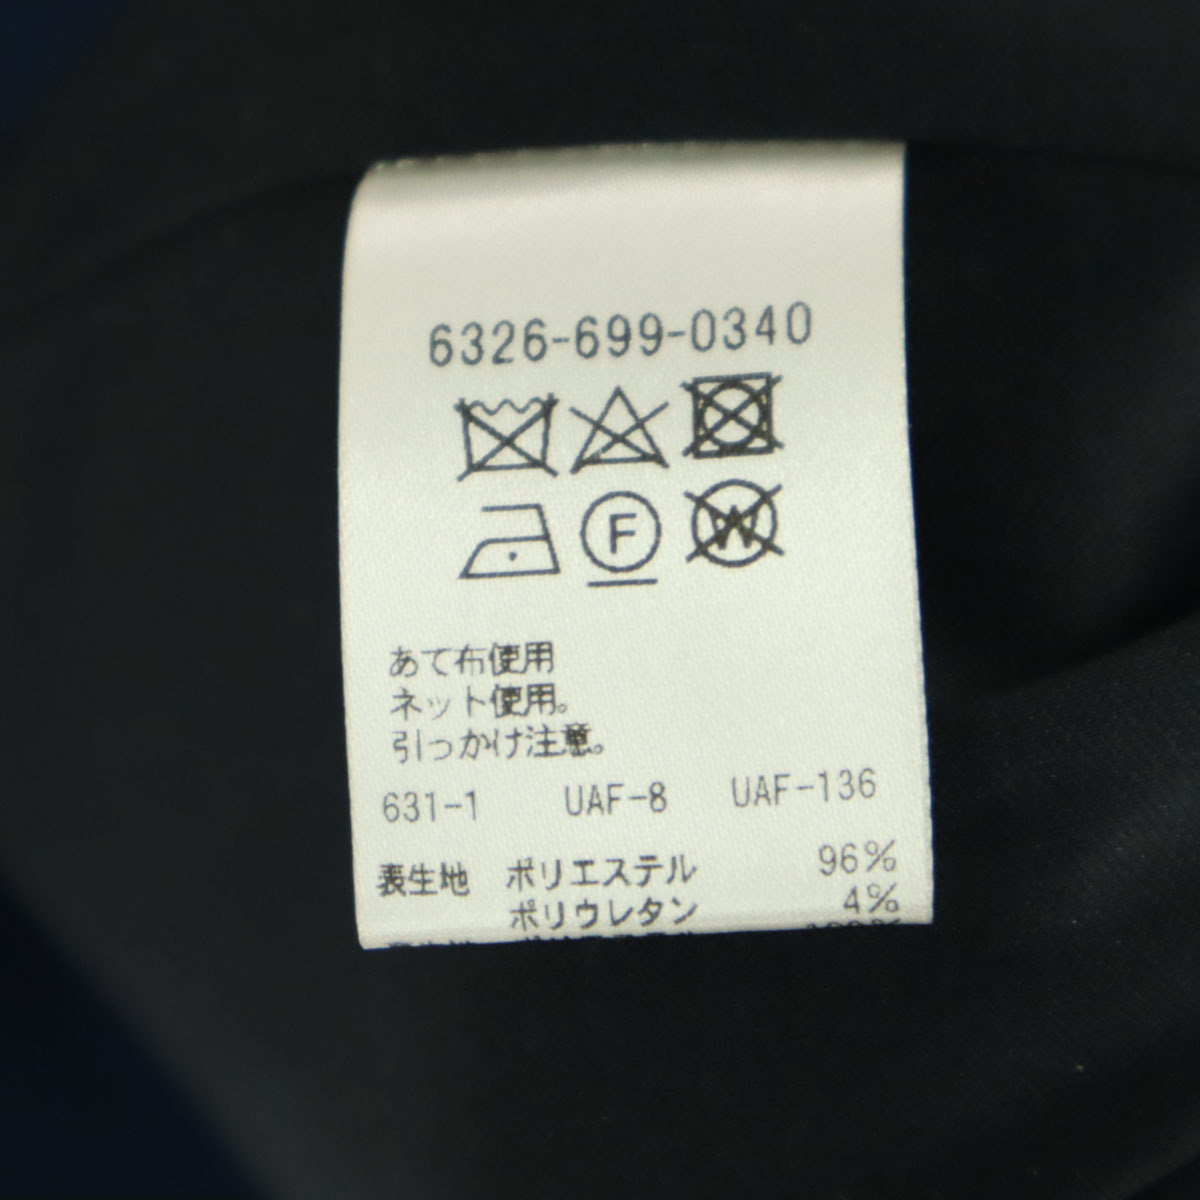 6326-699-0340
F W
あて布使用
ネット使用。
引っかけ注意。
631-1 UAF-8 UAF-136
表生地 ポリエステル 96%
ポリウレタン 4%